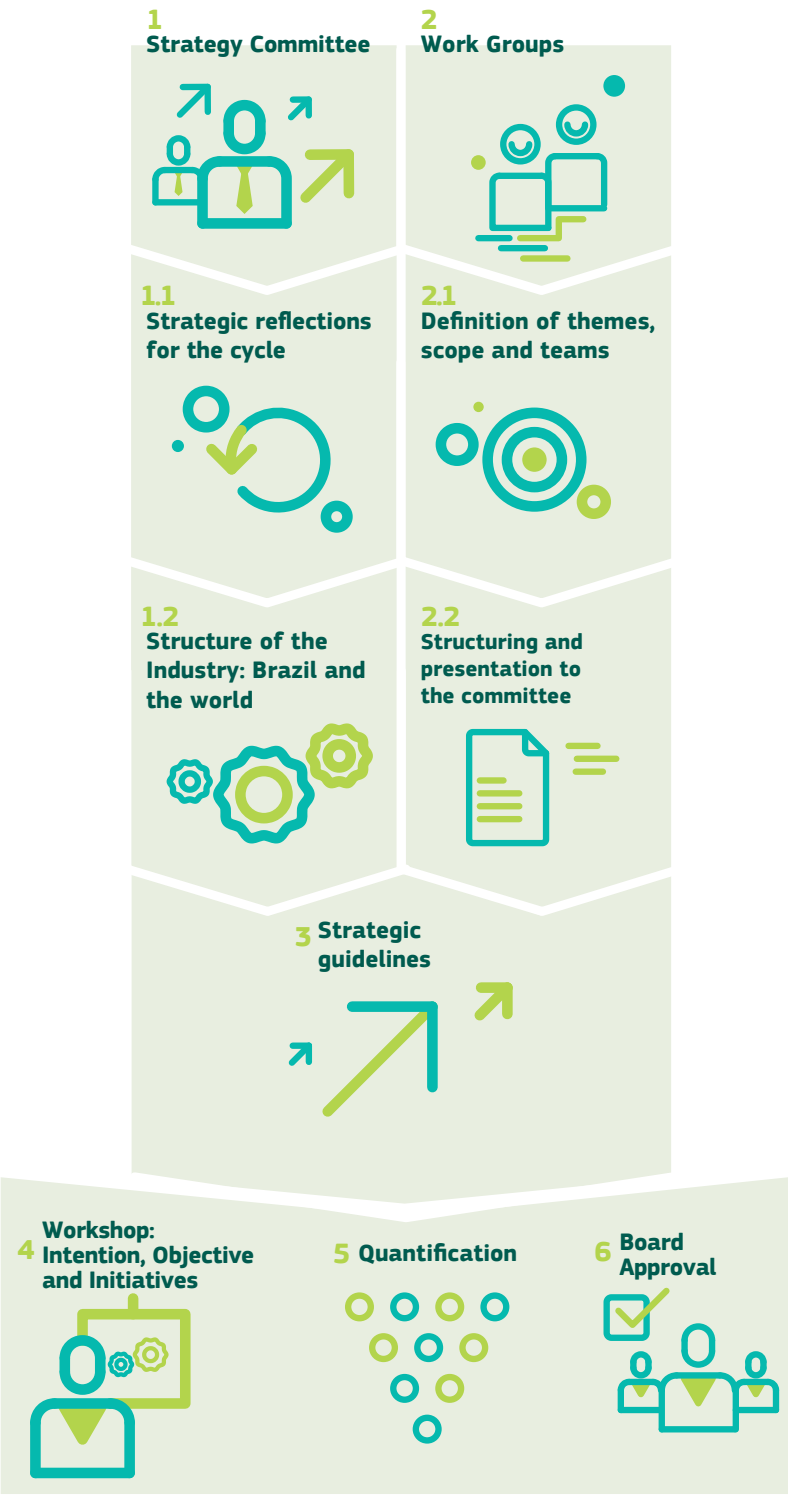 1
Strategy Committee
2
Work Groups
1.1
Strategic reflections
for the cycle
2.1
Definition of themes,
scope and teams
1.2
Structure of the
Industry: Brazil and
the world
2.2
Structuring and
presentation to
the committee
3 Strategic
guidelines
4 Workshop:
Intention, Objective
and Initiatives
5 Quantification
6 Board
Approval